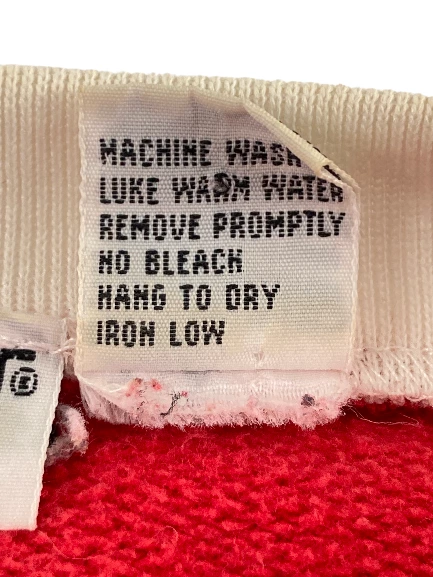 MACHINE WASH
LUKE WARM WATER
REMOVE PROMPTLY
NO BLEACH
HANG TO DRY
IRON LOW
T®